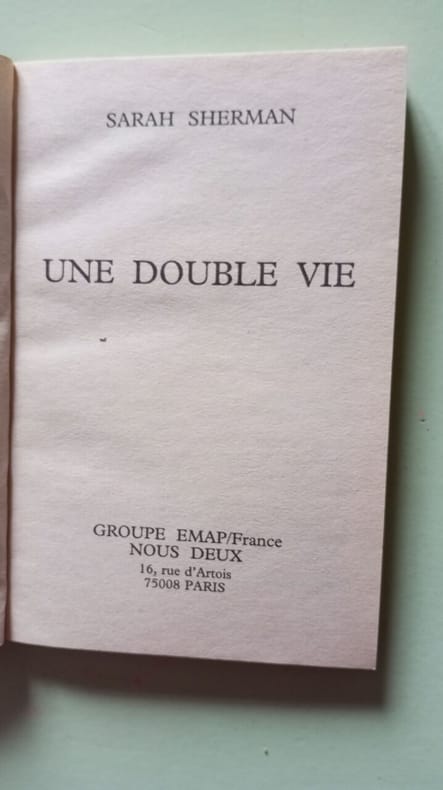 SARAH SHERMAN
UNE DOUBLE VIE
GROUPE EMAP/France
NOUS DEUX
16, rue d'Artois
75008 PARIS